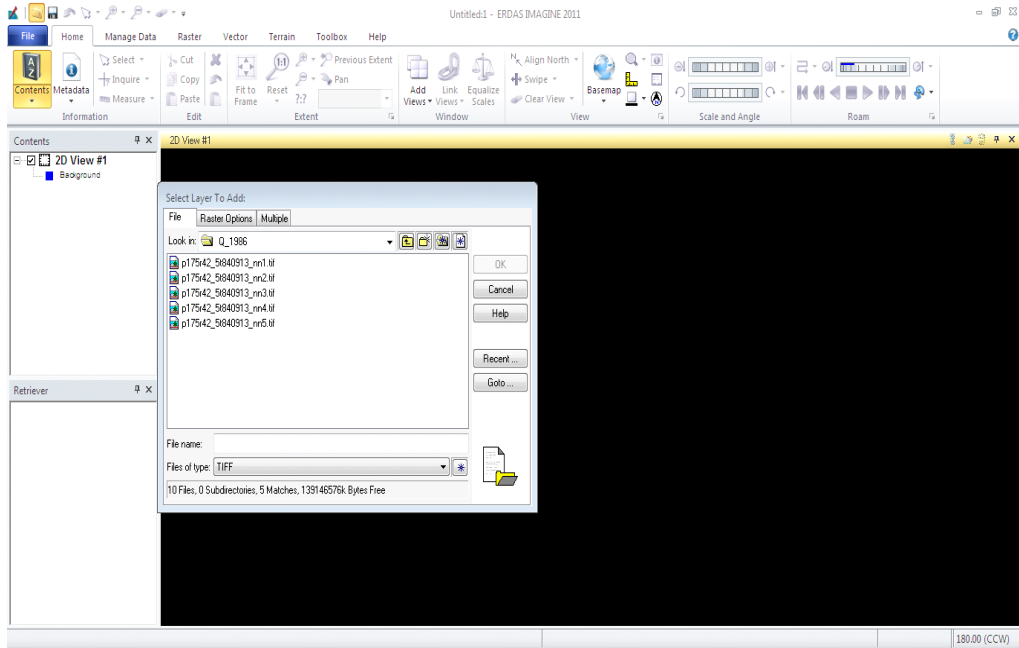 Untitled:1 - ERDAS IMAGINE 2011
File Home Manage Data Raster Vector Terrain Toolbox Help
Contents
Metadata
Select
Inquire
Measure
Information
Cut
Copy
Paste
Edit
Fit to Frame
Reset
1:1
?:?
Previous Extent
Pan
Extent
Add Views
Link Views
Equalize Scales
Window
Align North
Swipe
Clear View
Basemap
View
Scale and Angle
Roam
Contents
2D View #1
Background
Retriever
2D View #1
Select Layer To Add:
File Raster Options Multiple
Look in: Q_1986
p175r42_5t840913_nn1.tif
p175r42_5t840913_nn2.tif
p175r42_5t840913_nn3.tif
p175r42_5t840913_nn4.tif
p175r42_5t840913_nn5.tif
OK
Cancel
Help
Recent ...
Goto ...
File name:
Files of type: TIFF
10 Files, 0 Subdirectories, 5 Matches, 139146576k Bytes Free
180.00 (CCW)